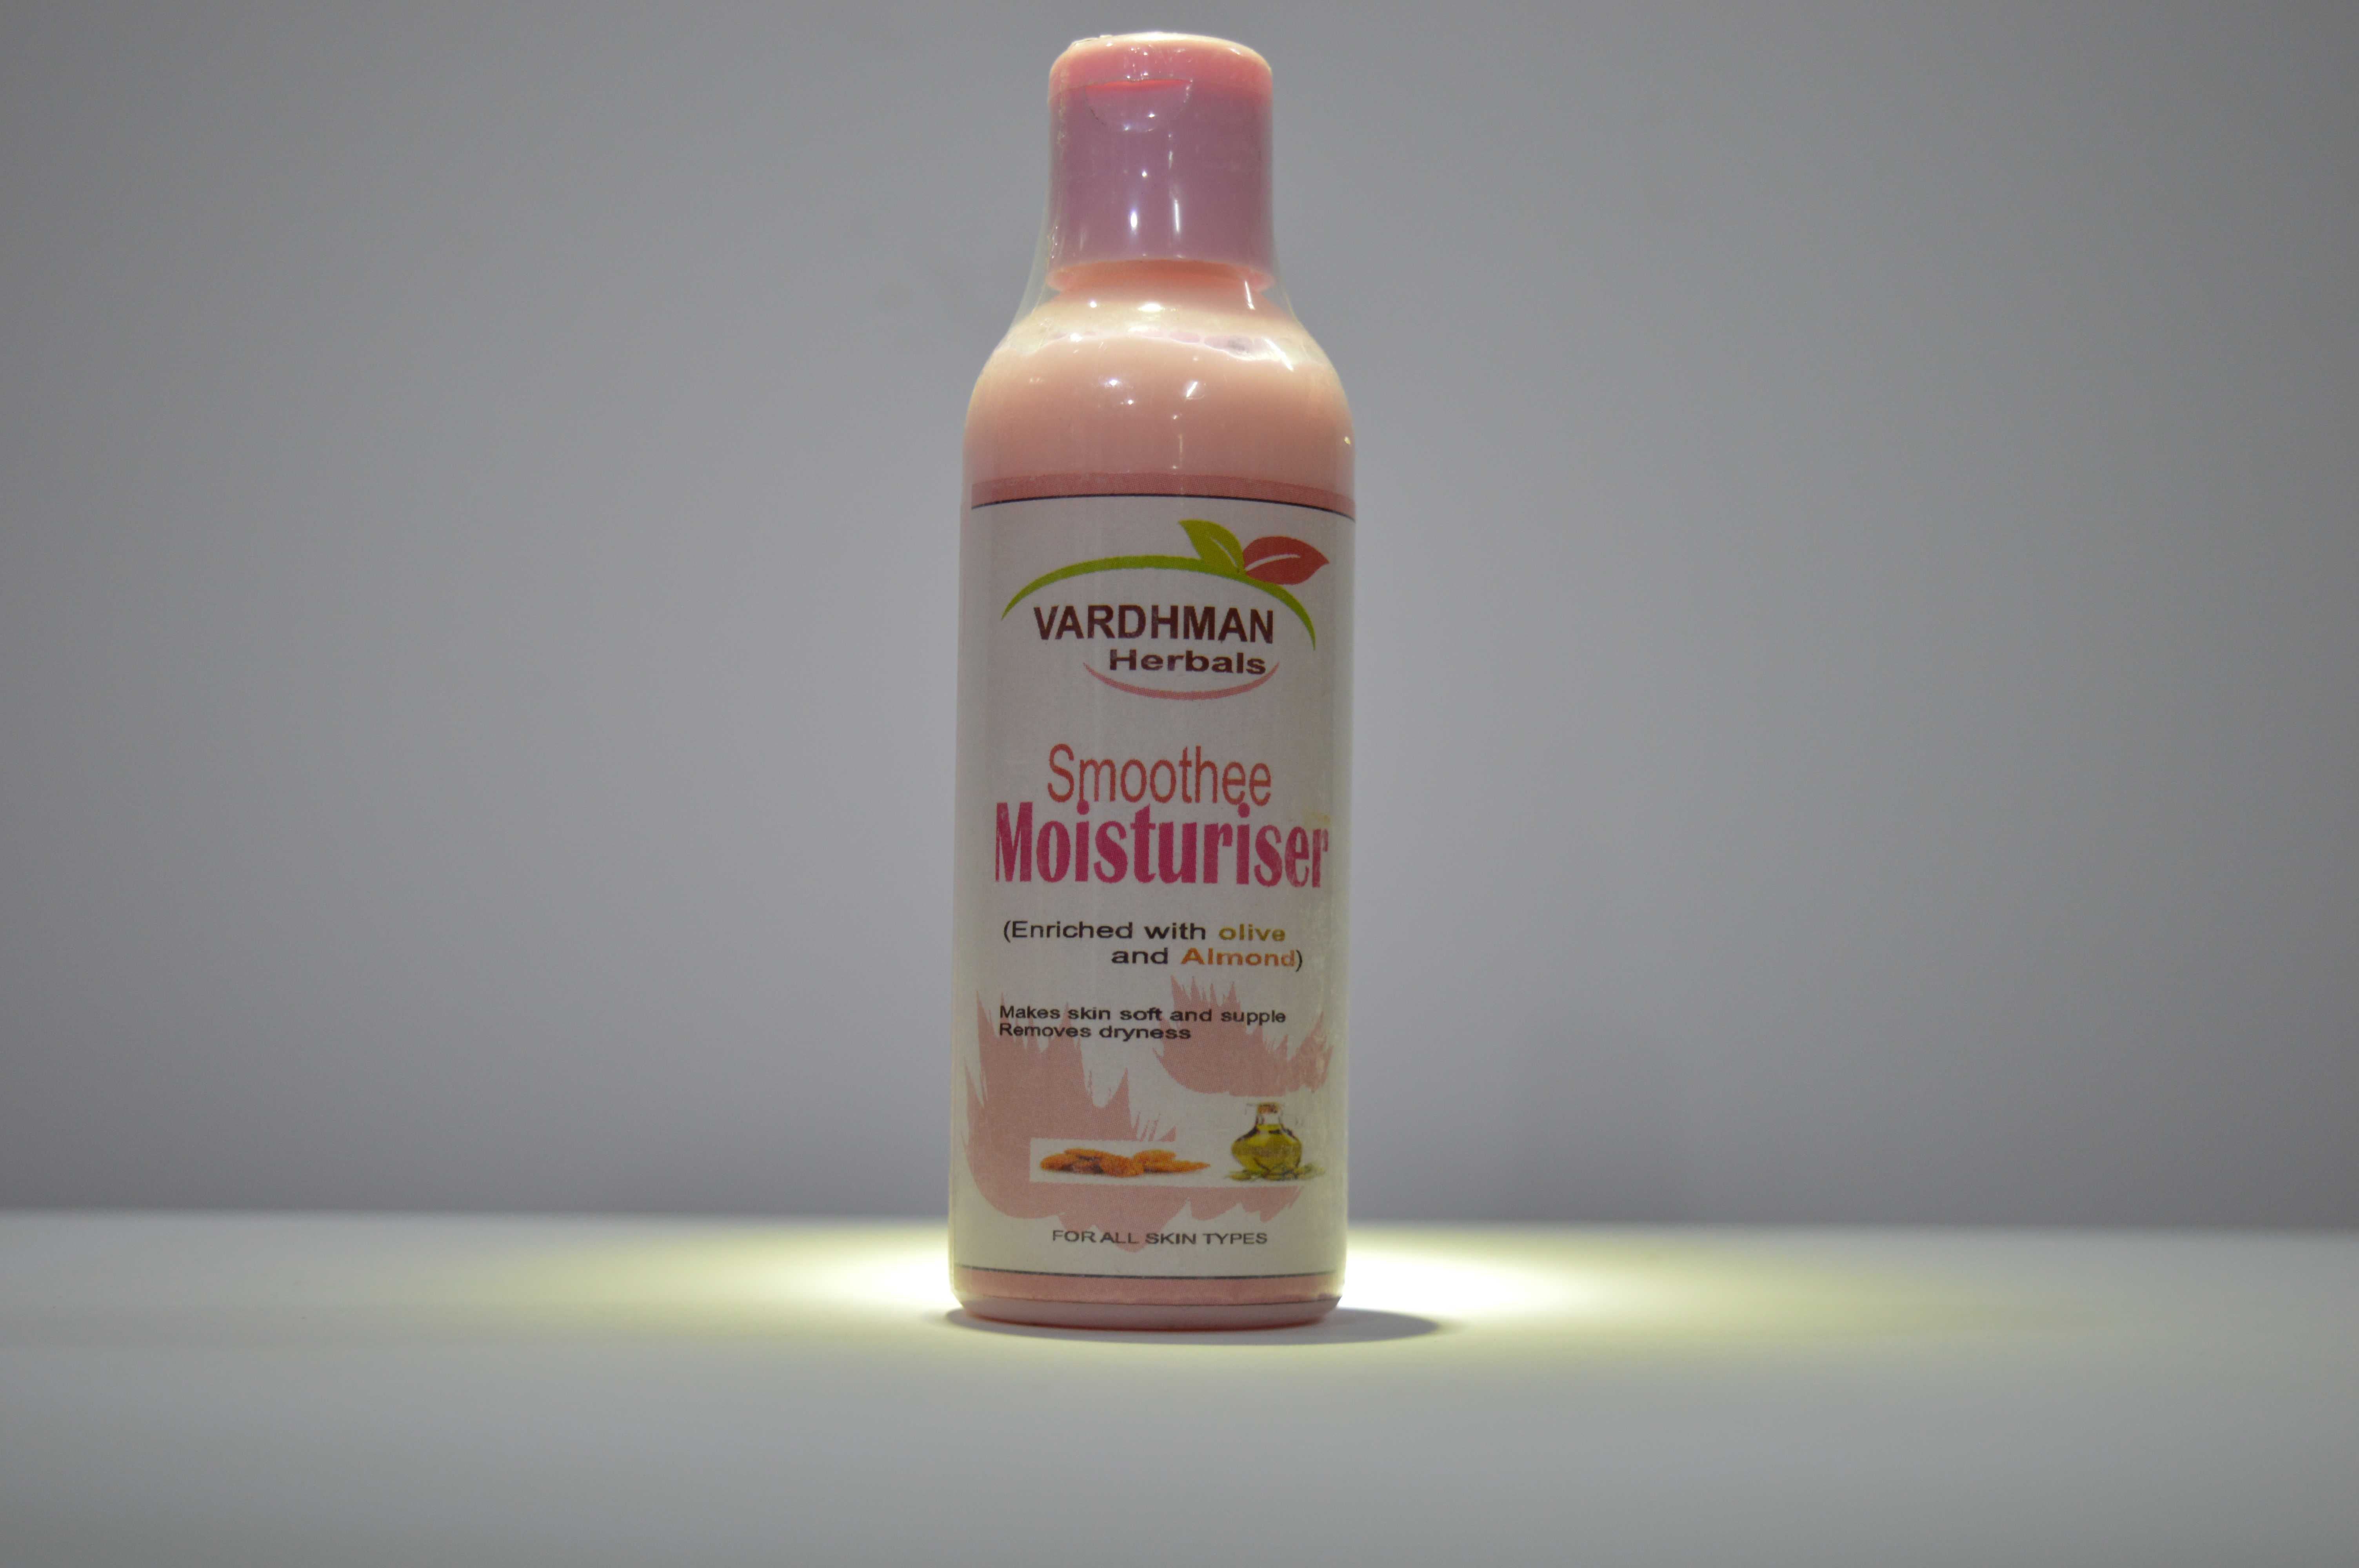 VARDHMAN
Herbals
Smoothee
Moisturiser
(Enriched with olive
and Almond)
Makes skin soft and supple
Removes dryness
FOR ALL SKIN TYPES